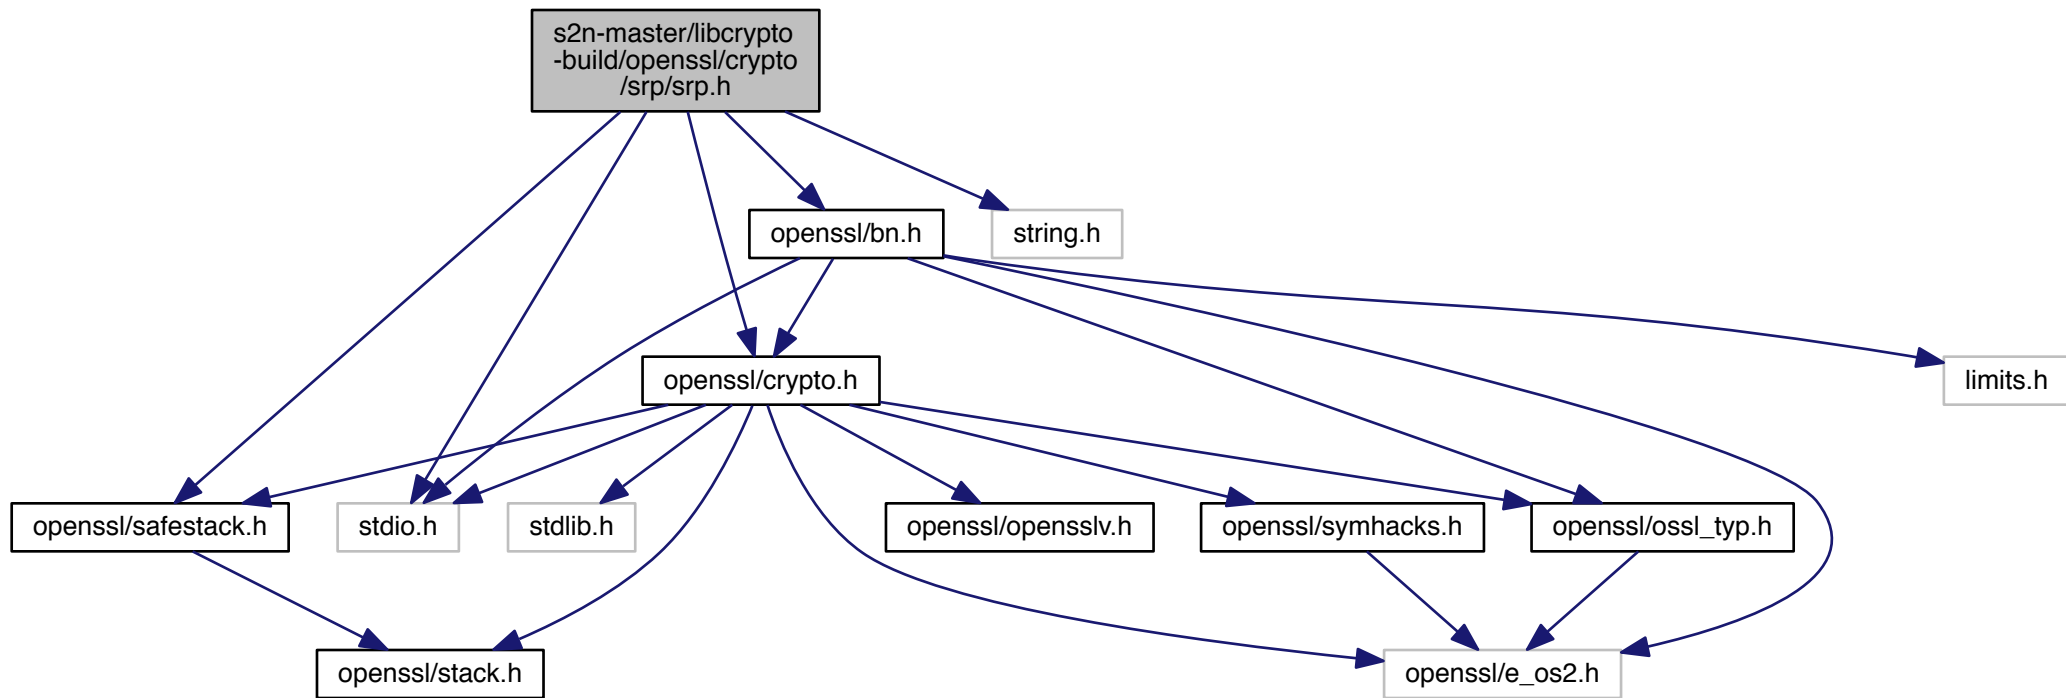 s2n-master/libcrypto
-build/openssl/crypto
/srp/srp.h
openssl/bn.h
string.h
openssl/crypto.h
limits.h
openssl/safestack.h
stdio.h
stdlib.h
openssl/opensslv.h
openssl/symhacks.h
openssl/ossl_typ.h
openssl/stack.h
openssl/e_os2.h